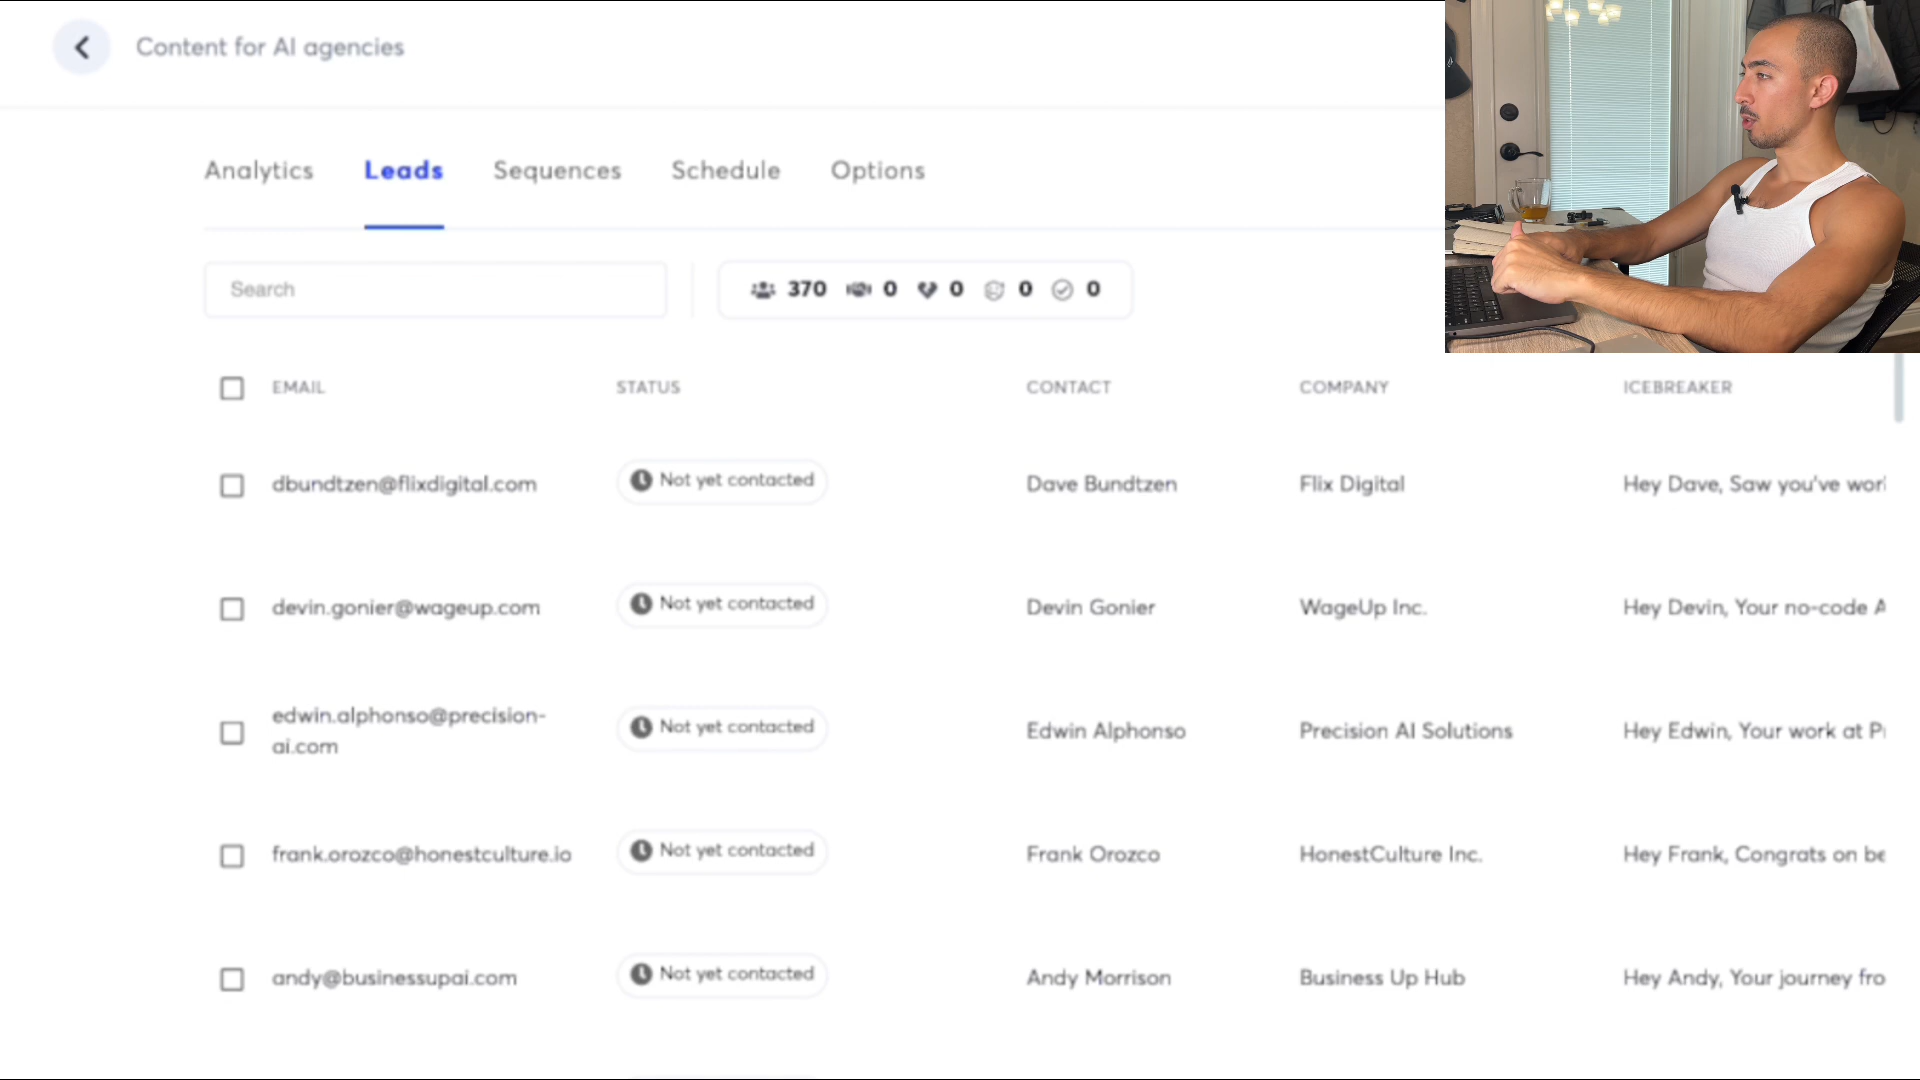 Content for AI agencies
Analytics Leads Sequences Schedule Options
Search 370 0 0 0 0
EMAIL STATUS CONTACT COMPANY ICEBREAKER
dbundtzen@flixdigital.com Not yet contacted Dave Bundtzen Flix Digital Hey Dave, Saw you've wor
devin.gonier@wageup.com Not yet contacted Devin Gonier WageUp Inc. Hey Devin, Your no-code A
edwin.alphonso@precision-
ai.com Not yet contacted Edwin Alphonso Precision AI Solutions Hey Edwin, Your work at
frank.orozco@honestculture.io Not yet contacted Frank Orozco HonestCulture Inc. Hey Frank, Congrats on be
andy@businessupai.com Not yet contacted Andy Morrison Business Up Hub Hey Andy, Your journey fro